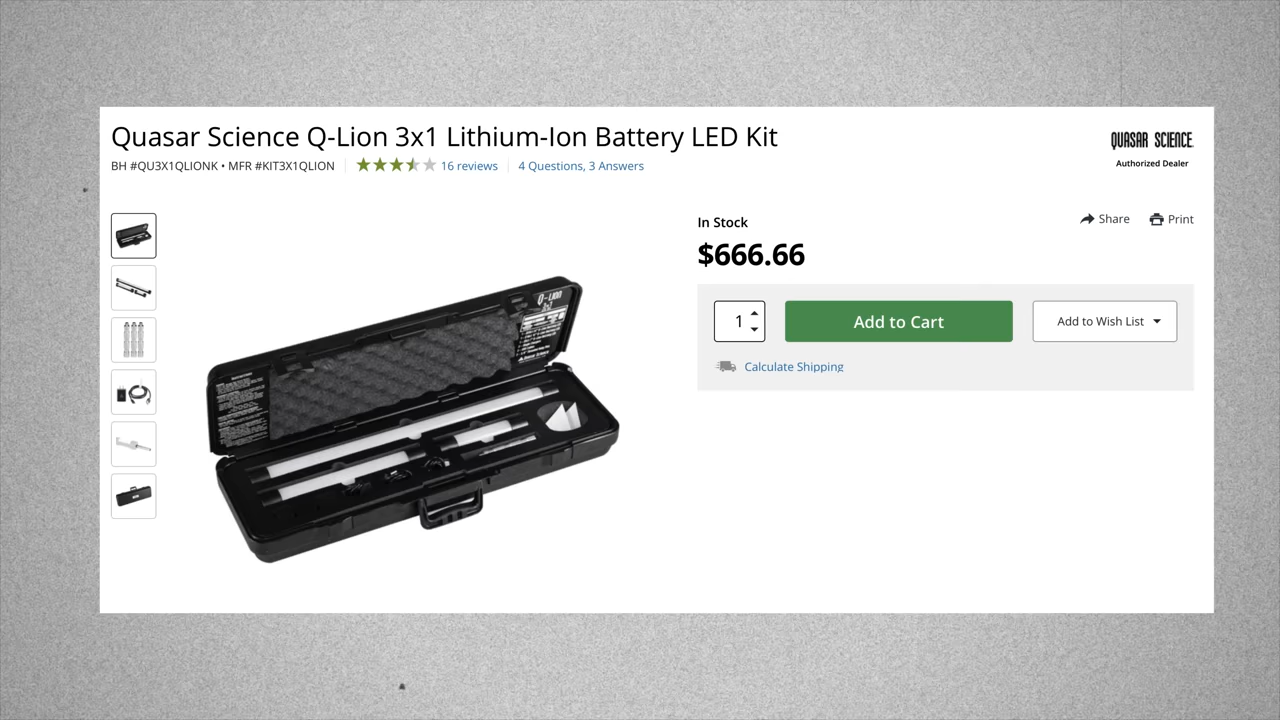 Quasar Science Q-Lion 3x1 Lithium-Ion Battery LED Kit
BH #QU3X1QLIONK • MFR #KIT3X1QLION
16 reviews
4 Questions, 3 Answers
QUASAR SCIENCE
Authorized Dealer
In Stock
Share
Print
$666.66
1
Add to Cart
Add to Wish List
Calculate Shipping
Q-LION
3x1